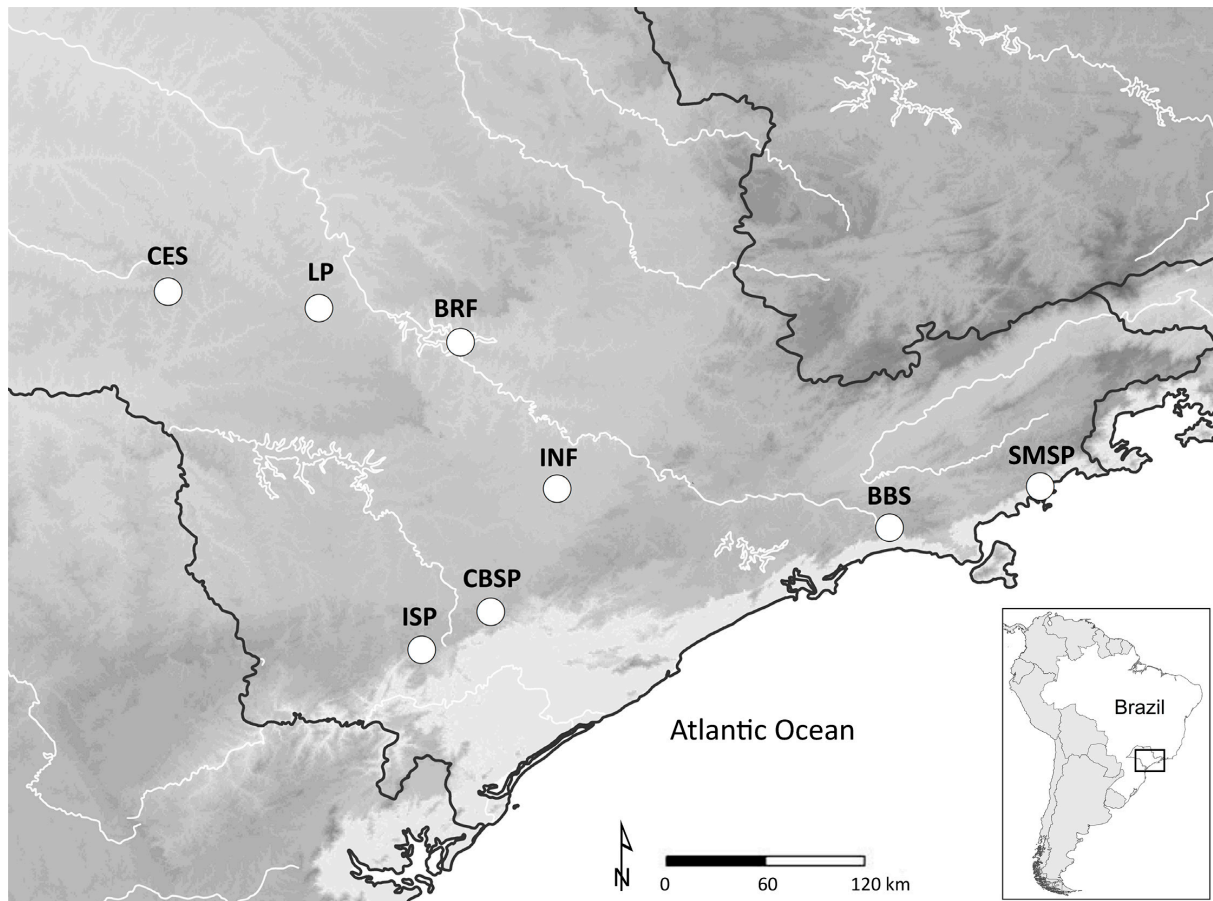 CES
LP
BRF
INF
SMSP
BBS
CBSP
ISP
Atlantic Ocean
Brazil
N
0 60 120 km